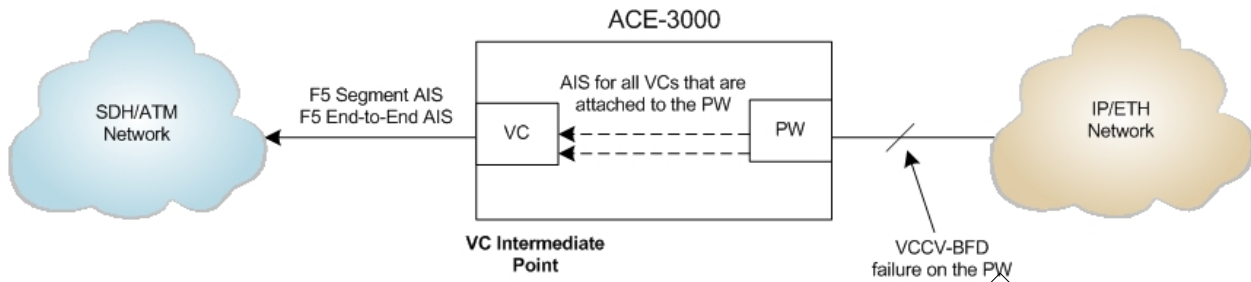 ACE-3000
SDH/ATM
Network
F5 Segment AIS
F5 End-to-End AIS
VC
AIS for all VCs that are
attached to the PW
PW
IP/ETH
Network
VC Intermediate
Point
VCCV-BFD
failure on the PW